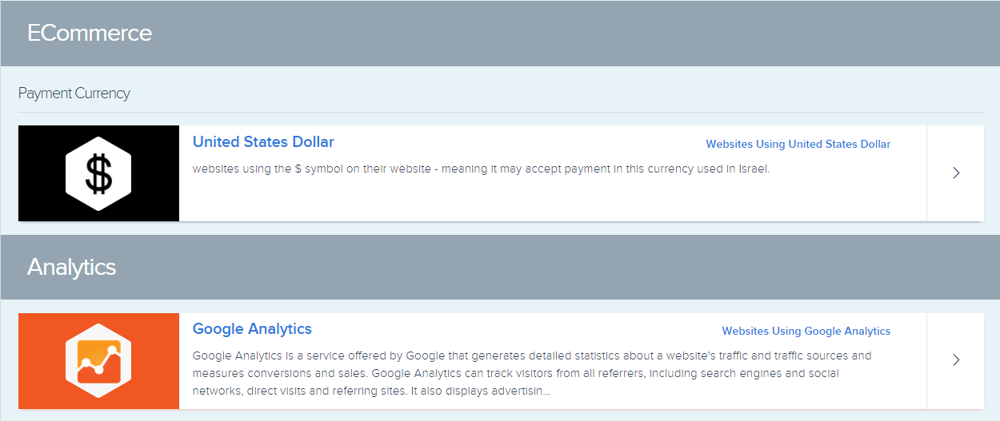 ECommerce
Payment Currency
$
United States Dollar
Websites Using United States Dollar
websites using the $ symbol on their website - meaning it may accept payment in this currency used in Israel.
Analytics
Google Analytics
Websites Using Google Analytics
Google Analytics is a service offered by Google that generates detailed statistics about a website's traffic and traffic sources and
measures conversions and sales. Google Analytics can track visitors from all referrers, including search engines and social
networks, direct visits and referring sites. It also displays advertisin...